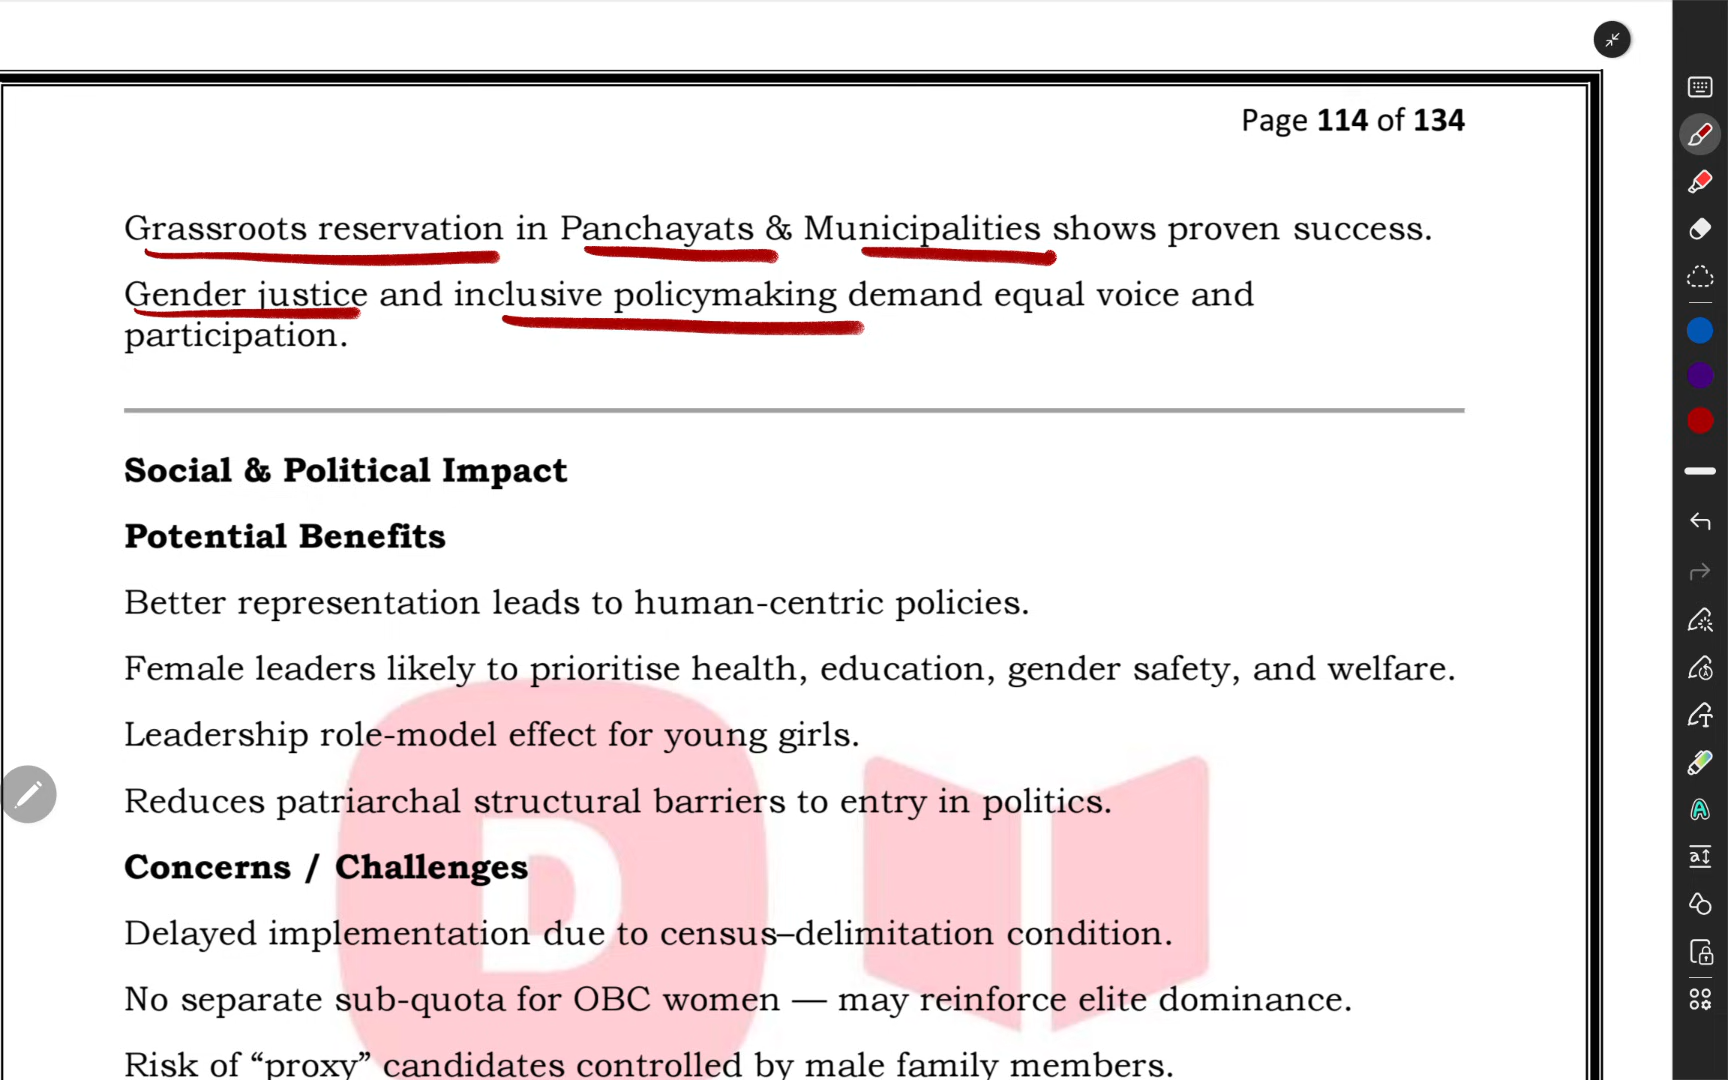 Page 114 of 134
Grassroots reservation in Panchayats & Municipalities shows proven success.
Gender justice and inclusive policymaking demand equal voice and
participation.
Social & Political Impact
Potential Benefits
Better representation leads to human-centric policies.
Female leaders likely to prioritise health, education, gender safety, and welfare.
Leadership role-model effect for young girls.
Reduces patriarchal structural barriers to entry in politics.
Concerns / Challenges
Delayed implementation due to census–delimitation condition.
No separate sub-quota for OBC women — may reinforce elite dominance.
Risk of “proxy” candidates controlled by male family members.